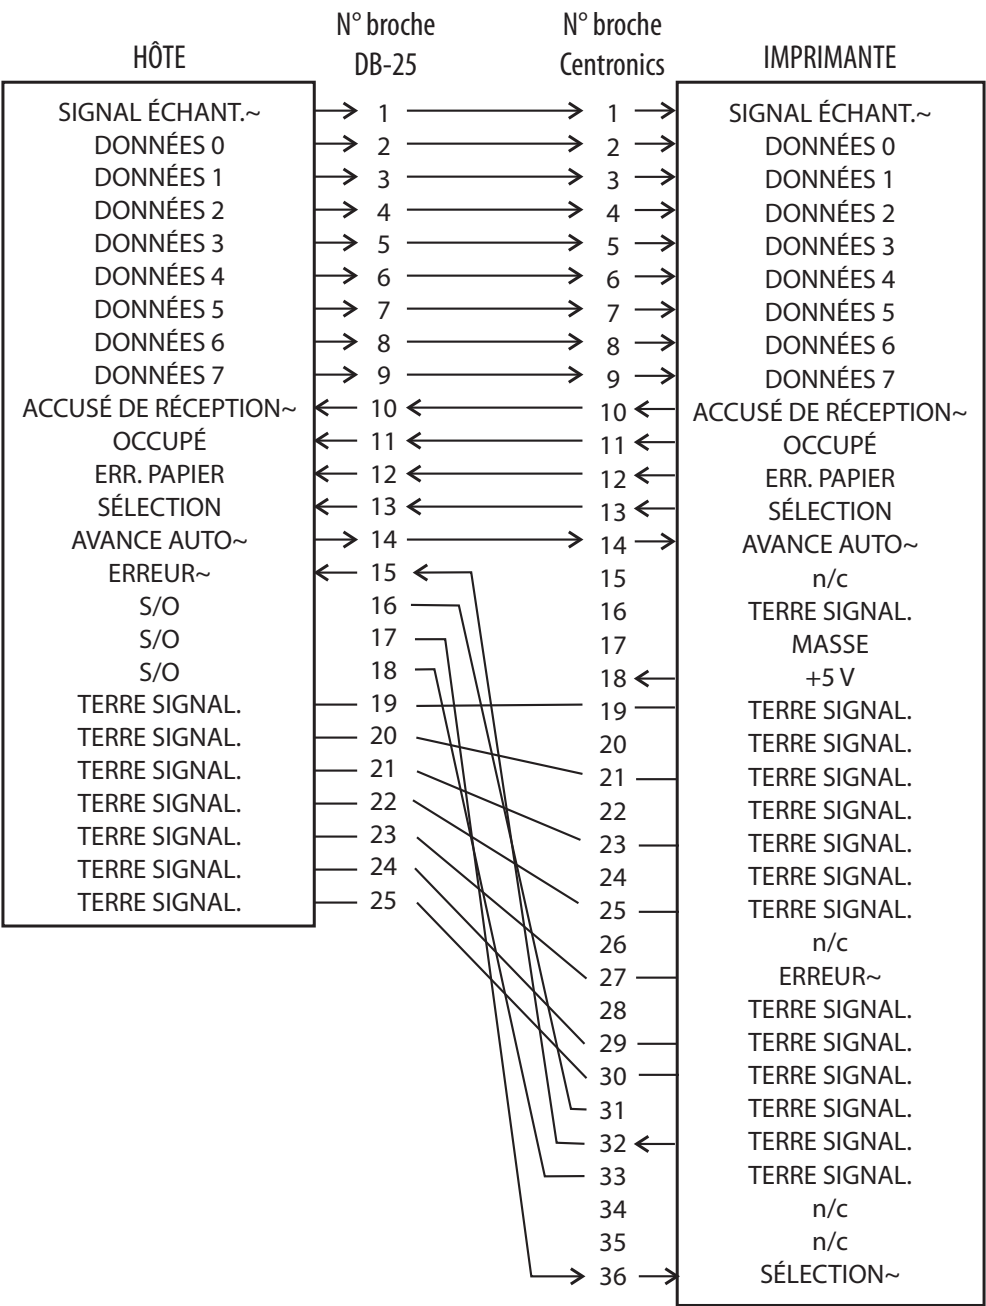 N° broche N° broche
HÔTE DB-25 Centronics IMPRIMANTE
SIGNAL ÉCHANT.~ 1 1 SIGNAL ÉCHANT.~
DONNÉES 0 2 2 DONNÉES 0
DONNÉES 1 3 3 DONNÉES 1
DONNÉES 2 4 4 DONNÉES 2
DONNÉES 3 5 5 DONNÉES 3
DONNÉES 4 6 6 DONNÉES 4
DONNÉES 5 7 7 DONNÉES 5
DONNÉES 6 8 8 DONNÉES 6
DONNÉES 7 9 9 DONNÉES 7
ACCUSÉ DE RÉCEPTION~ 10 10 ACCUSÉ DE RÉCEPTION~
OCCUPÉ 11 11 OCCUPÉ
ERR. PAPIER 12 12 ERR. PAPIER
SÉLECTION 13 13 SÉLECTION
AVANCE AUTO~ 14 14 AVANCE AUTO~
ERREUR~ 15 15 n/c
S/O 16 16 TERRE SIGNAL.
S/O 17 17 MASSE
S/O 18 18 +5 V
TERRE SIGNAL. 19 19 TERRE SIGNAL.
TERRE SIGNAL. 20 20 TERRE SIGNAL.
TERRE SIGNAL. 21 21 TERRE SIGNAL.
TERRE SIGNAL. 22 22 TERRE SIGNAL.
TERRE SIGNAL. 23 23 TERRE SIGNAL.
TERRE SIGNAL. 24 24 TERRE SIGNAL.
TERRE SIGNAL. 25 25 TERRE SIGNAL.
26 n/c
27 ERREUR~
28 TERRE SIGNAL.
29 TERRE SIGNAL.
30 TERRE SIGNAL.
31 TERRE SIGNAL.
32 TERRE SIGNAL.
33 TERRE SIGNAL.
34 n/c
35 n/c
36 SÉLECTION~